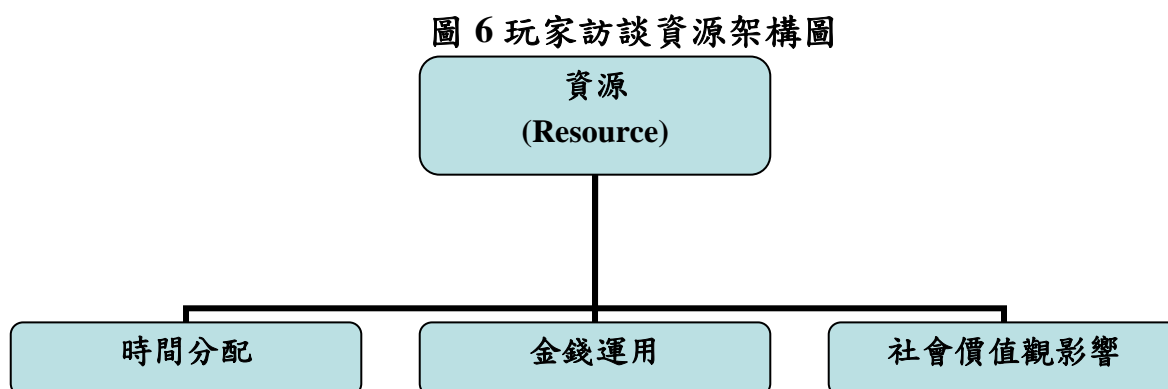 圖 6 玩家訪談資源架構圖
資源
(Resource)
時間分配
金錢運用
社會價值觀影響